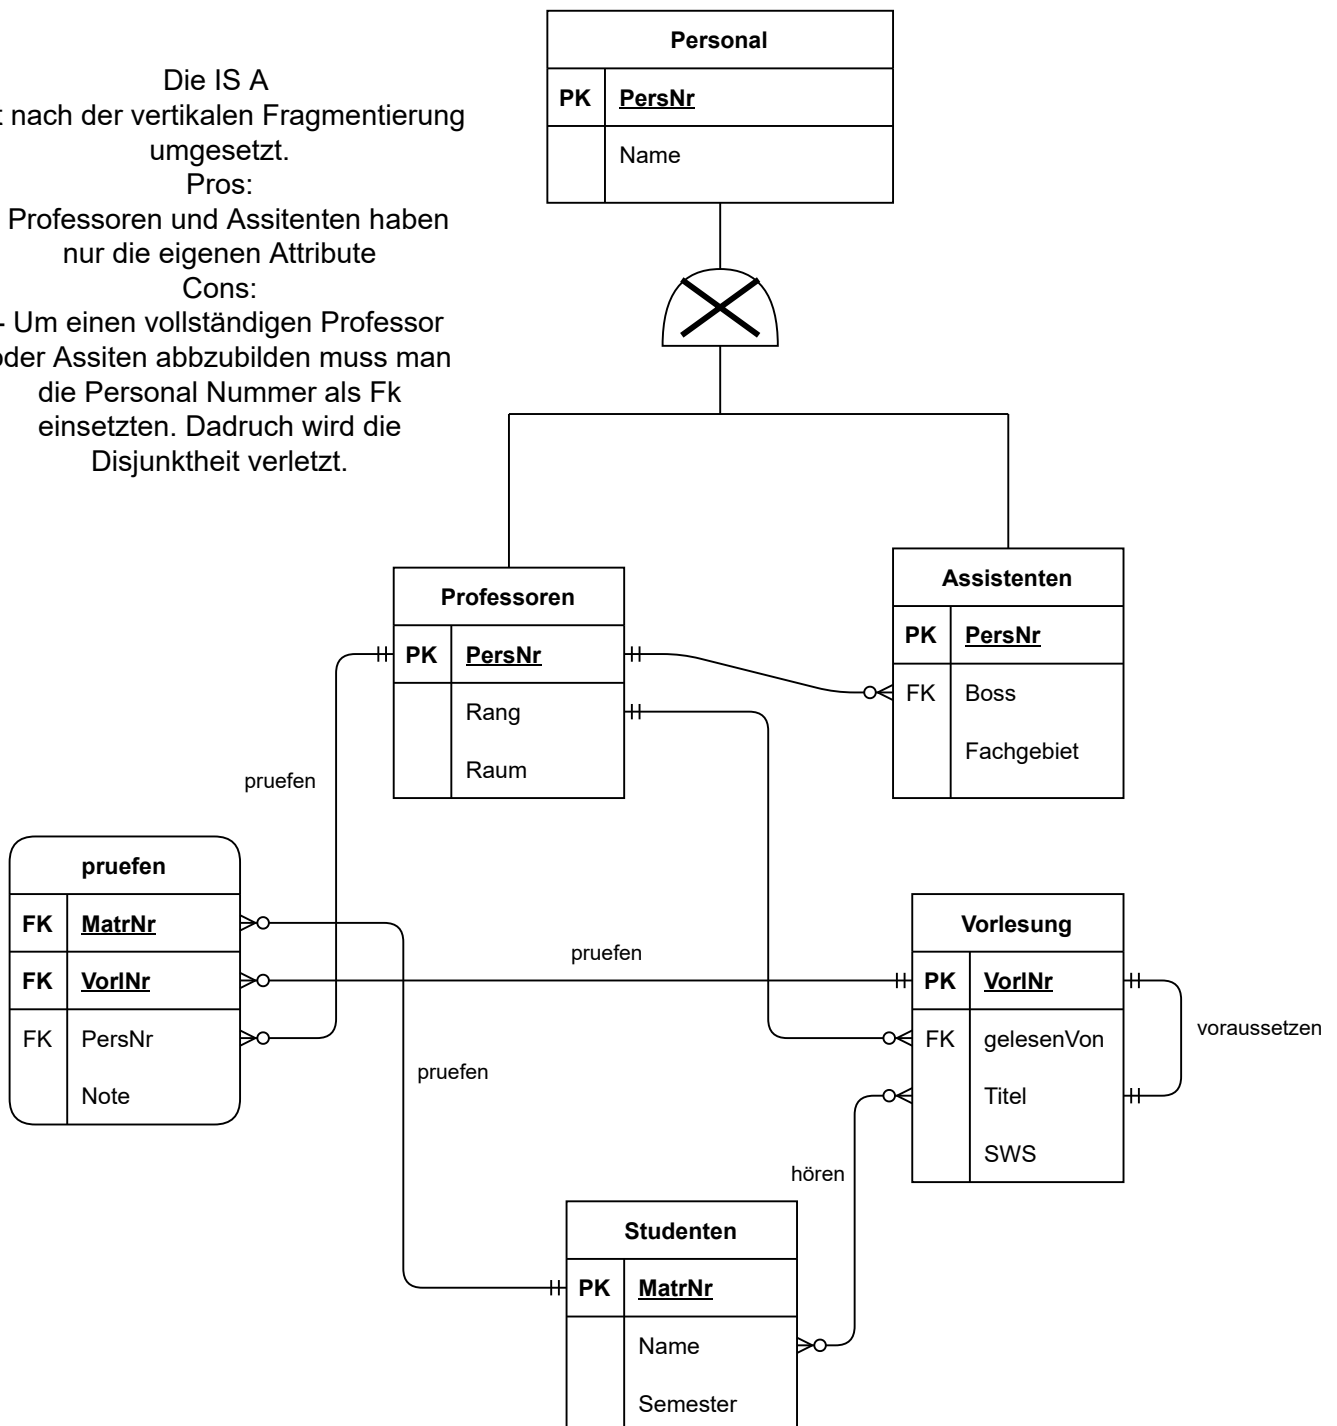 Personal
PK PersNr
Name
Die IS A
t nach der vertikalen Fragmentierung
umgesetzt.
Pros:
Professoren und Assitenten haben
nur die eigenen Attribute
Cons:
- Um einen vollständigen Professor
oder Assiten abbzubilden muss man
die Personal Nummer als Fk
einsetzten. Dadruch wird die
Disjunktheit verletzt.
Professoren
PK PersNr
Rang
Raum
Assistenten
PK PersNr
FK Boss
Fachgebiet
pruefen
pruefen
FK MatrNr
FK VorlNr
FK PersNr
Note
pruefen
pruefen
Vorlesung
PK VorlNr
FK gelesenVon
Titel
SWS
voraussetzen
hören
Studenten
PK MatrNr
Name
Semester